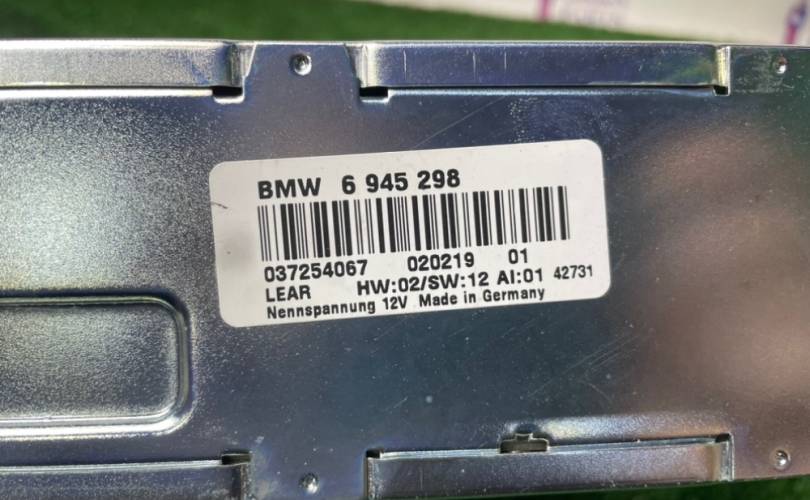 BMW 6 945 298
037254067 020219 01
LEAR HW:02/SW:12 AI:01 42731
Nennspannung 12V Made in Germany